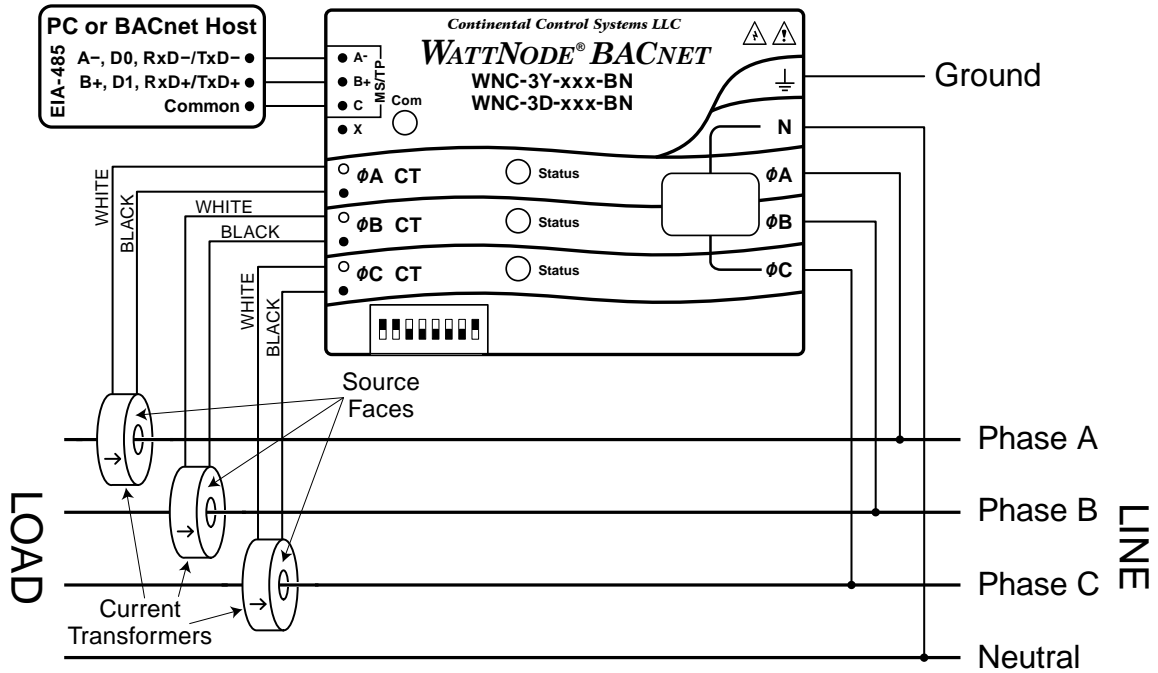 PC or BACnet Host
EIA-485
A−, D0, RxD−/TxD−
B+, D1, RxD+/TxD+
Common
Continental Control Systems LLC
WATTNODE® BACNET
WNC-3Y-xxx-BN
WNC-3D-xxx-BN
A-
B+
C
X
MS/TP
Com
Ground
N
ϕA CT
Status
ϕA
ϕB CT
Status
ϕB
ϕC CT
Status
ϕC
WHITE
BLACK
WHITE
BLACK
WHITE
BLACK
Source
Faces
Phase A
Phase B
Phase C
Neutral
LOAD
LINE
Current
Transformers